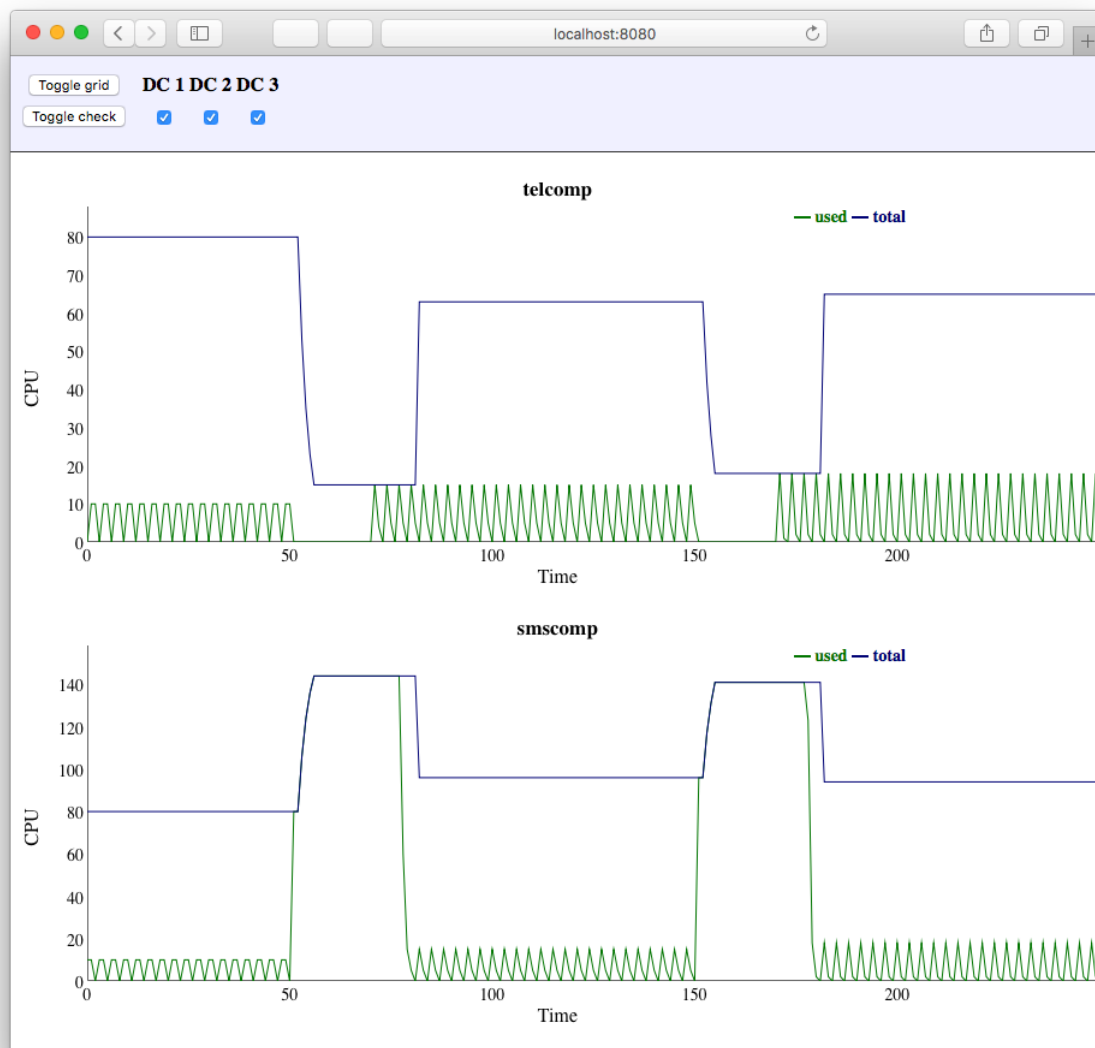 localhost:8080
Toggle grid DC 1 DC 2 DC 3
Toggle check
telcomp
used total
80
70
60
50
40
30
20
10
0
CPU
0 50 100 150 200
Time
smscomp
used total
140
120
100
80
60
40
20
0
CPU
0 50 100 150 200
Time